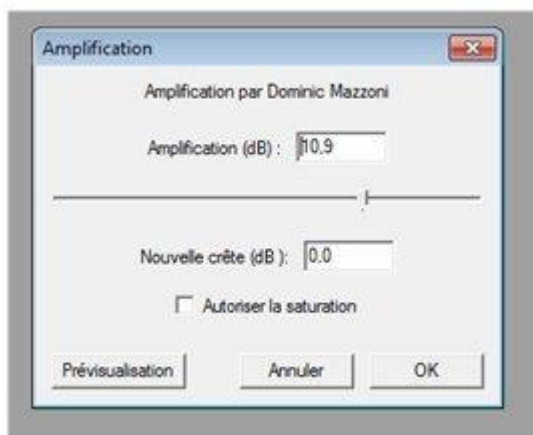 Amplification
Amplification par Dominic Mazzoni
Amplification (dB) : 10,9
Nouvelle crête (dB ): 0.0
Autoriser la saturation
Prévisualisation Annuler OK